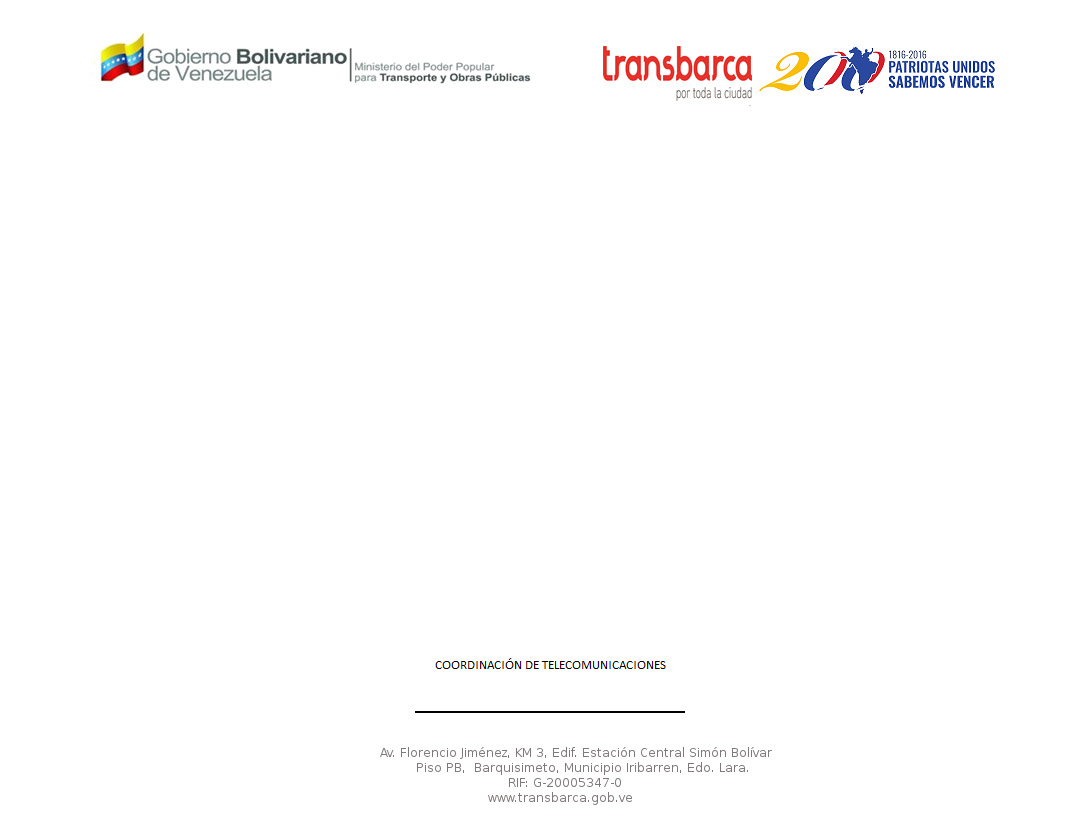 Gobierno Bolivariano
de Venezuela
Ministerio del Poder Popular
para Transporte y Obras Públicas
transbarca
por toda la ciudad
200
1816-2016
PATRIOTAS UNIDOS
SABEMOS VENCER
COORDINACIÓN DE TELECOMUNICACIONES
Av. Florencio Jiménez, KM 3, Edif. Estación Central Simón Bolívar
Piso PB, Barquisimeto, Municipio Iribarren, Edo. Lara.
RIF: G-20005347-0
www.transbarca.gob.ve